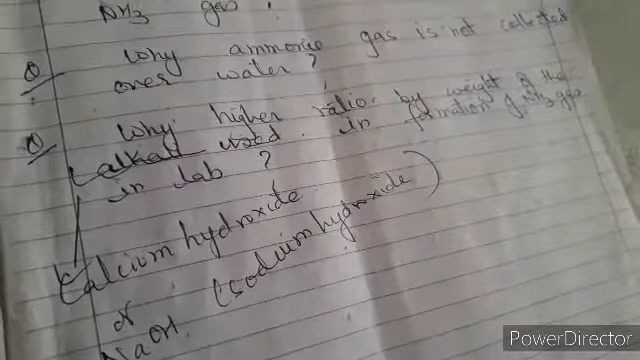 NH3 gas.
Q Why ammonia gas is not collected
over water?
Q Why higher ratio by weight of the
alkali used in formation of NH3 gas
in lab?
Calcium hydroxide
or (sodium hydroxide)
NaOH.
PowerDirector